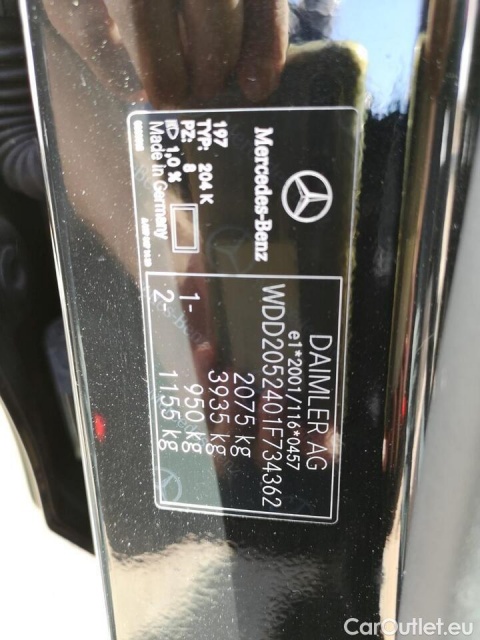 Mercedes-Benz
197
TYP: 204 K
PZ: 8
1,0 %
Made in Germany
DAIMLER AG
e1*2001/116*0457
WDD2052401F734362
2075 kg
3935 kg
1- 950 kg
2- 1155 kg
CarOutlet.eu